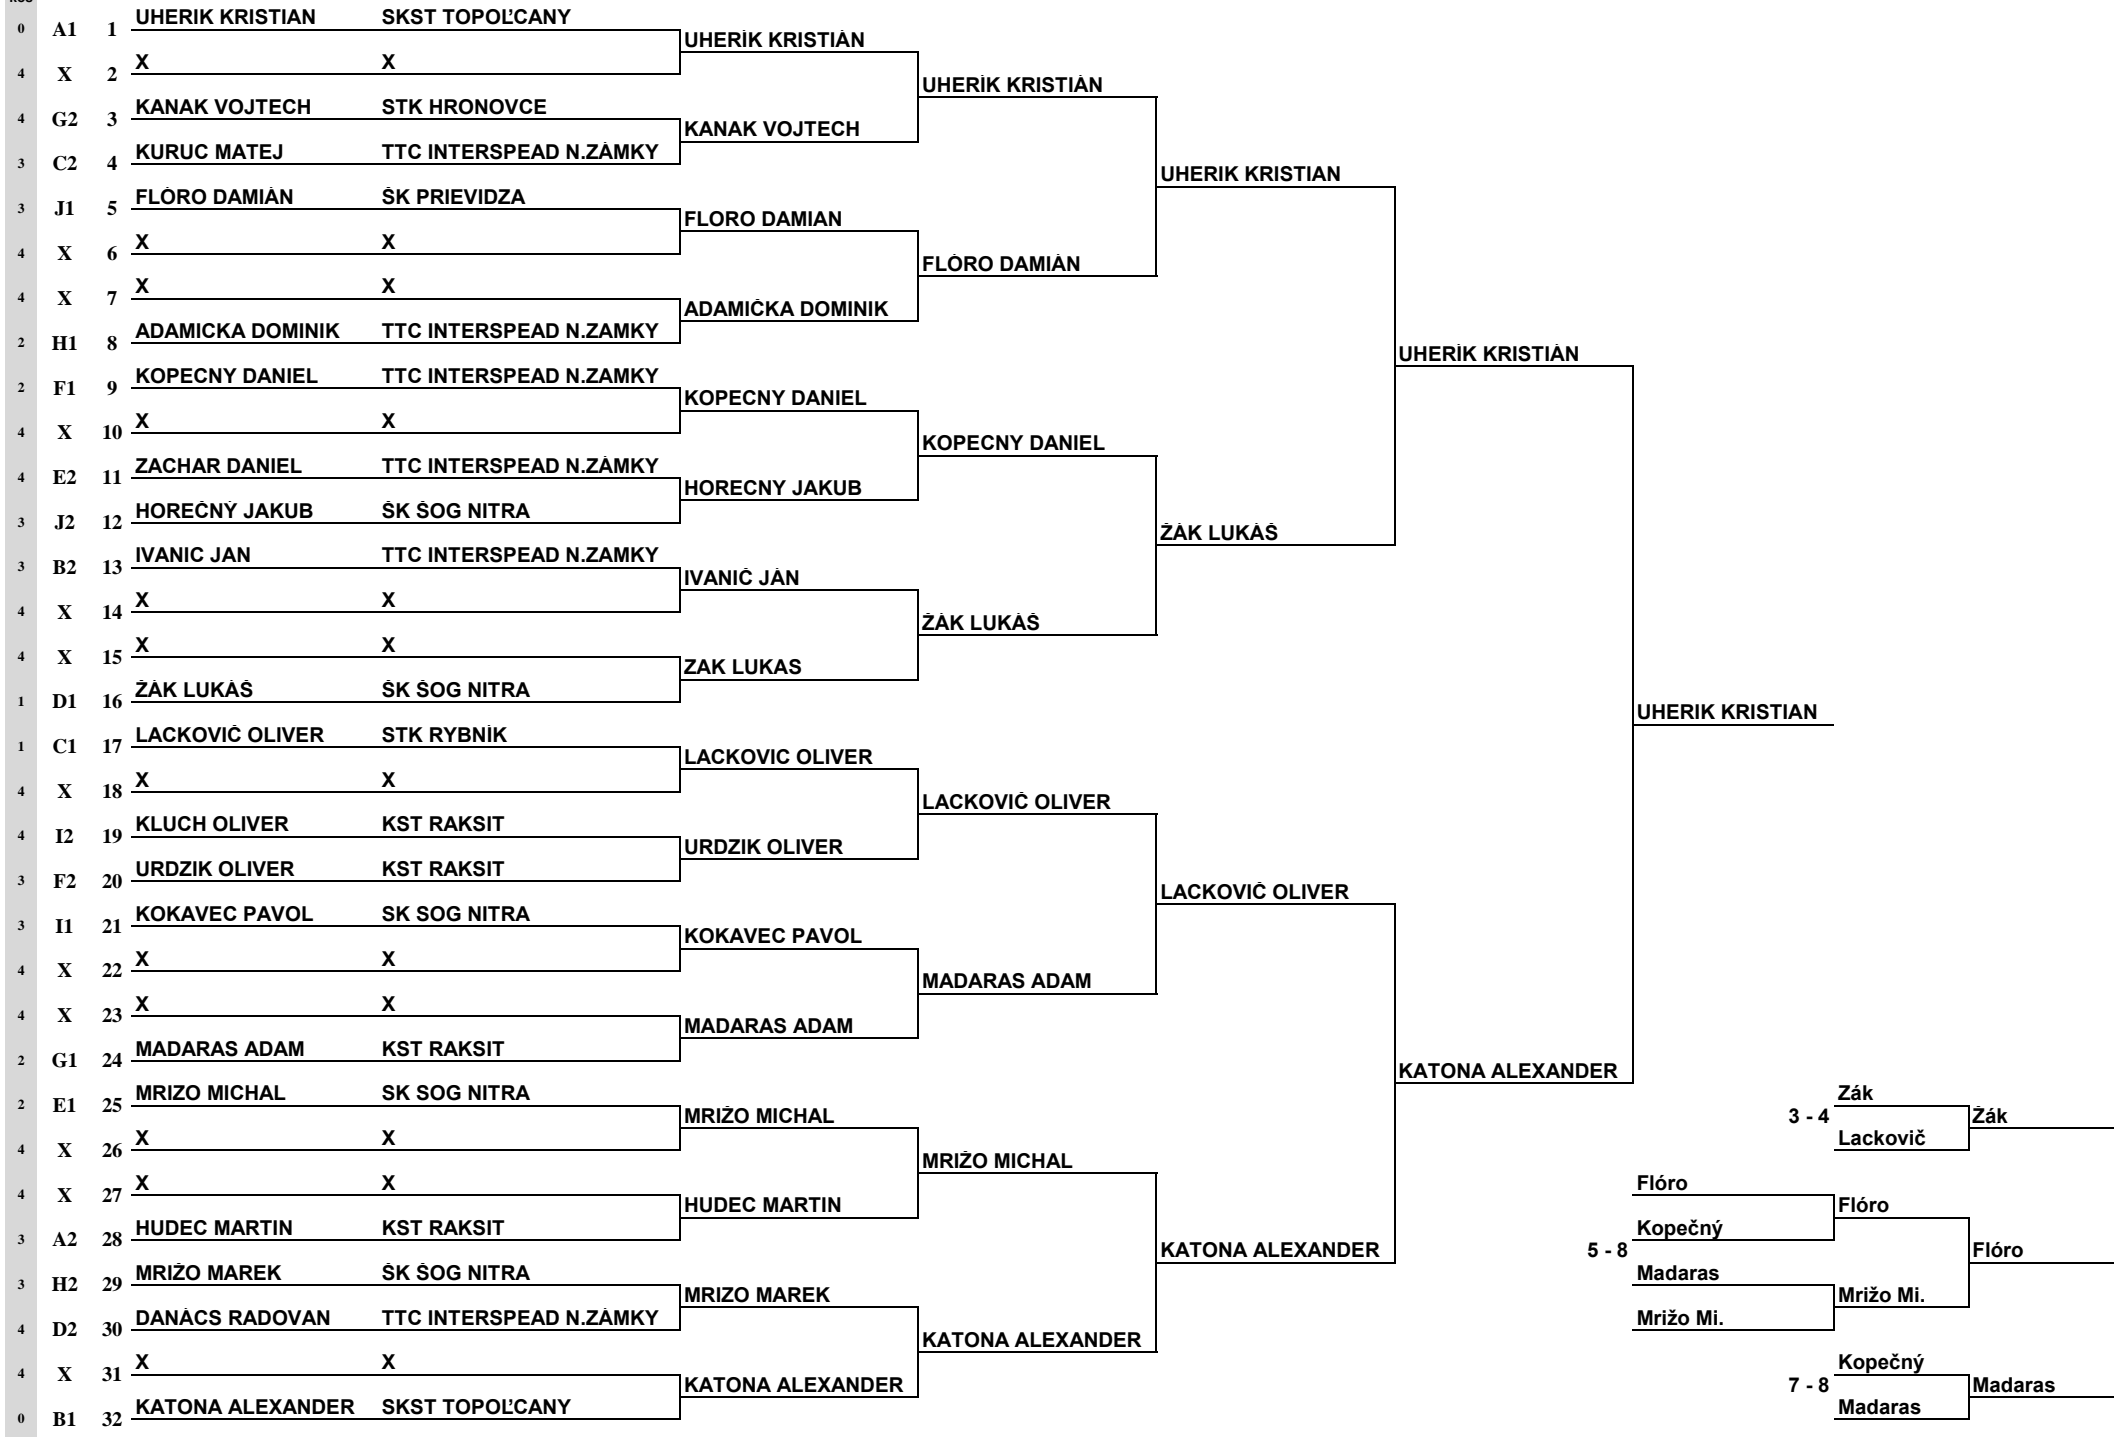 0 A1 1 UHERIK KRISTIAN SKST TOPOĽCANY
UHERÍK KRISTIÁN
4 X 2 X X
UHERÍK KRISTIÁN
4 G2 3 KANAK VOJTECH STK HRONOVCE
KANAK VOJTECH
3 C2 4 KURUC MATEJ TTC INTERSPEAD N.ZÁMKY
UHERIK KRISTIAN
3 J1 5 FLÓRO DAMIÁN ŠK PRIEVIDZA
FLORO DAMIAN
4 X 6 X X
FLÓRO DAMIÁN
4 X 7 X X
ADAMIČKA DOMINIK
2 H1 8 ADAMICKA DOMINIK TTC INTERSPEAD N.ZAMKY
UHERÍK KRISTIÁN
2 F1 9 KOPECNY DANIEL TTC INTERSPEAD N.ZAMKY
KOPECNY DANIEL
4 X 10 X X
KOPECNY DANIEL
4 E2 11 ZACHAR DANIEL TTC INTERSPEAD N.ZÁMKY
HORECNY JAKUB
3 J2 12 HOREČNÝ JAKUB ŠK ŠOG NITRA
ŽÁK LUKÁŠ
3 B2 13 IVANIC JAN TTC INTERSPEAD N.ZAMKY
IVANIČ JÁN
4 X 14 X X
ŽÁK LUKÁŠ
4 X 15 X X
ZAK LUKAS
1 D1 16 ŽÁK LUKÁŠ ŠK ŠOG NITRA
UHERIK KRISTIAN
1 C1 17 LACKOVIČ OLIVER STK RYBNÍK
LACKOVIC OLIVER
4 X 18 X X
LACKOVIČ OLIVER
4 I2 19 KLUCH OLIVER KST RAKSIT
URDZIK OLIVER
3 F2 20 URDZIK OLIVER KST RAKSIT
LACKOVIČ OLIVER
3 I1 21 KOKAVEC PAVOL SK SOG NITRA
KOKAVEC PAVOL
4 X 22 X X
MADARAS ADAM
4 X 23 X X
MADARAS ADAM
2 G1 24 MADARAS ADAM KST RAKSIT
KATONA ALEXANDER
2 E1 25 MRIZO MICHAL SK SOG NITRA
Zák
MRIŽO MICHAL
3 - 4 Žák
4 X 26 X X
Lackovič
MRIŽO MICHAL
4 X 27 X X
Flóro
HUDEC MARTIN
Flóro
3 A2 28 HUDEC MARTIN KST RAKSIT
Kopečný
KATONA ALEXANDER
5 - 8 Flóro
3 H2 29 MRIŽO MAREK ŠK ŠOG NITRA
Madaras
MRIZO MAREK
Mrižo Mi.
4 D2 30 DANÁCS RADOVAN TTC INTERSPEAD N.ZÁMKY
Mrižo Mi.
KATONA ALEXANDER
4 X 31 X X
Kopečný
KATONA ALEXANDER
7 - 8 Madaras
0 B1 32 KATONA ALEXANDER SKST TOPOĽCANY
Madaras